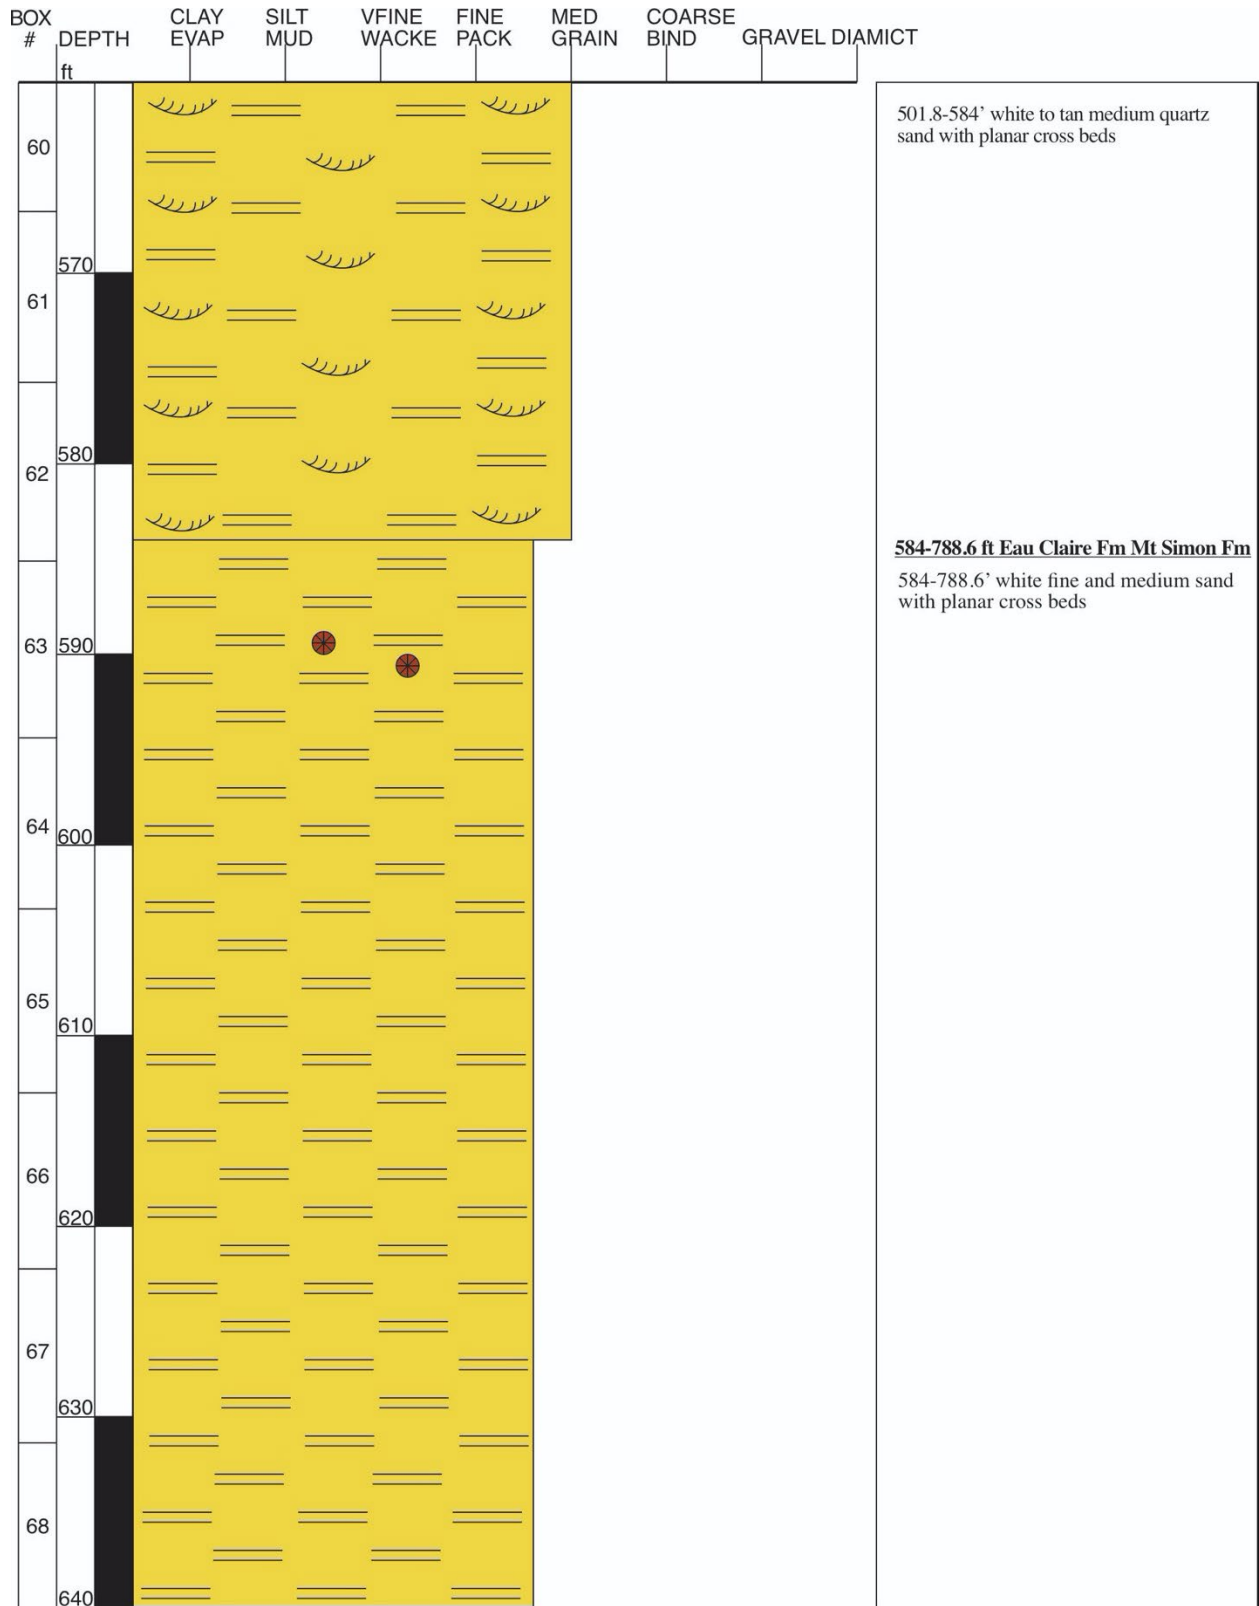 BOX
#
DEPTH
CLAY
EVAP
SILT
MUD
VFINE
WACKE
FINE
PACK
MED
GRAIN
COARSE
BIND
GRAVEL DIAMICT
ft
501.8-584’ white to tan medium quartz
sand with planar cross beds
60
570
61
580
62
584-788.6 ft Eau Claire Fm Mt Simon Fm
584-788.6’ white fine and medium sand
with planar cross beds
590
63
600
64
65
610
66
620
67
630
68
640